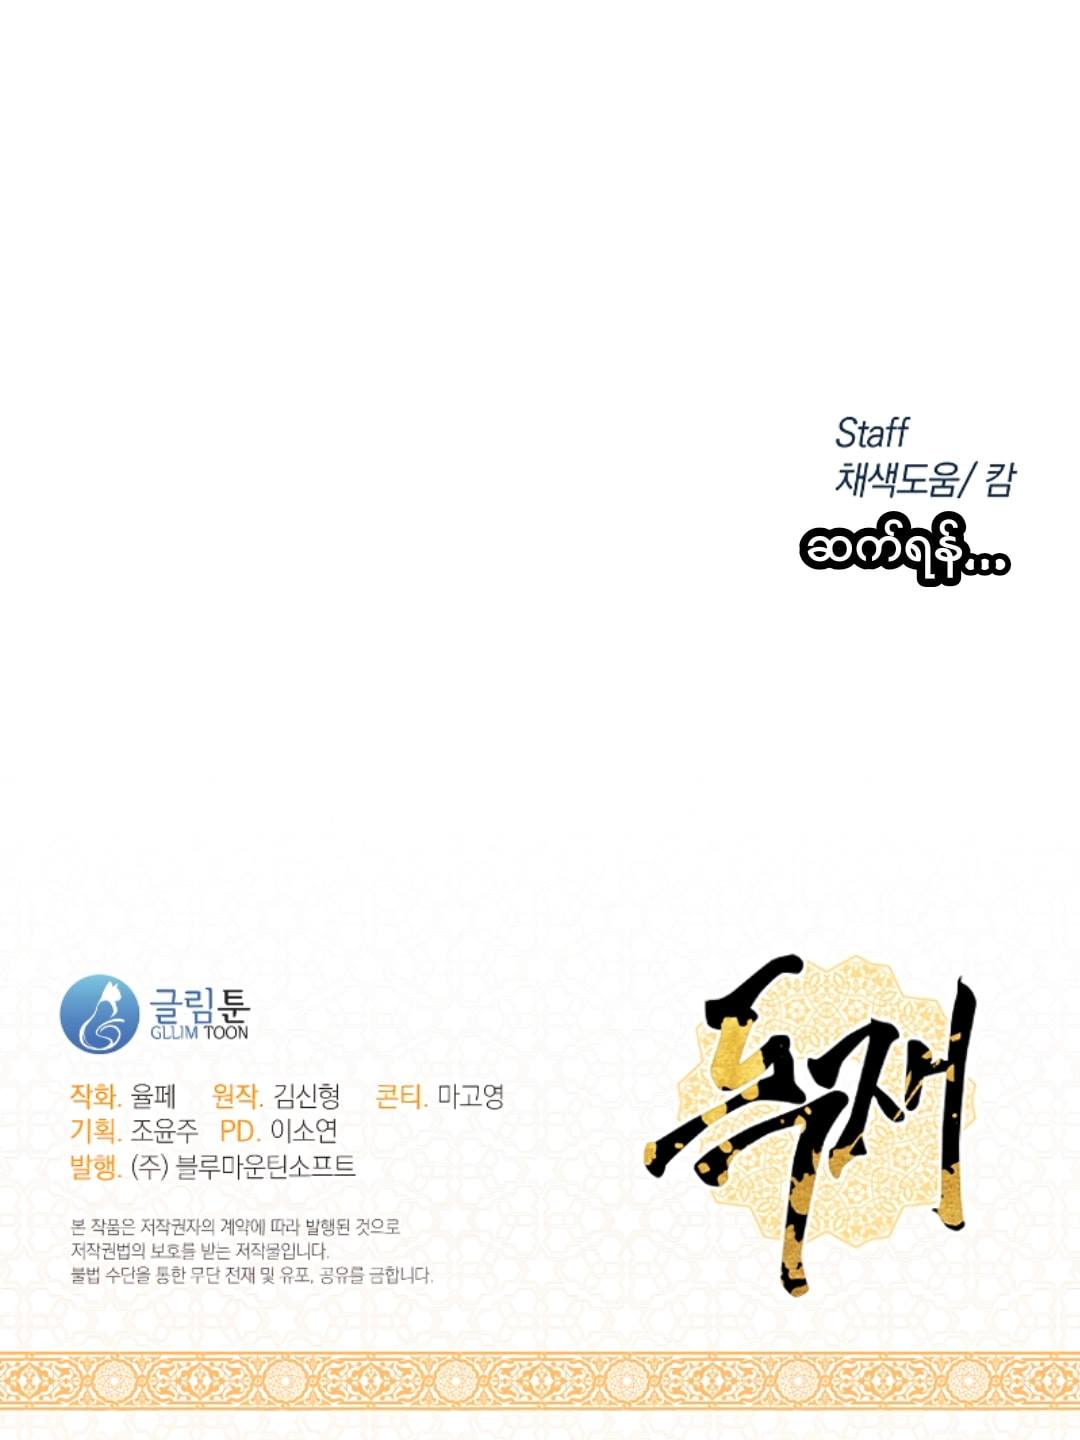 Staff
채색도움/ 캄
ဆက်ရန်...
글림툰
GLLIM TOON
작화. 율페 원작. 김신형 콘티. 마고영
기획. 조윤주 PD. 이소연
발행. (주) 블루마운틴소프트
본 작품은 저작권자의 계약에 따라 발행된 것으로
저작권법의 보호를 받는 저작물입니다.
불법 수단을 통한 무단 전재 및 유포, 공유를 금합니다.
독재